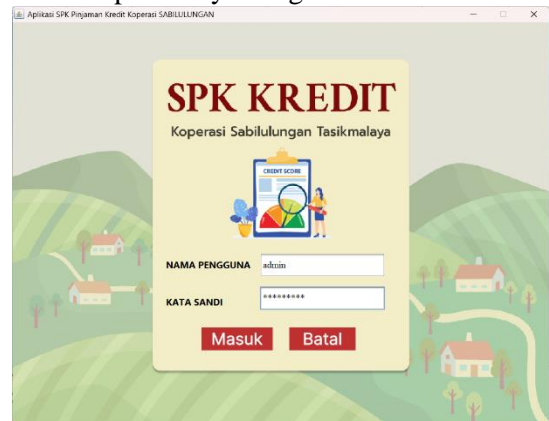 Aplikasi SPK Pinjaman Kredit Koperasi SABILULUNGAN
SPK KREDIT
Koperasi Sabilulungan Tasikmalaya
CREDIT SCORE
NAMA PENGGUNA admin
KATA SANDI *********
Masuk Batal